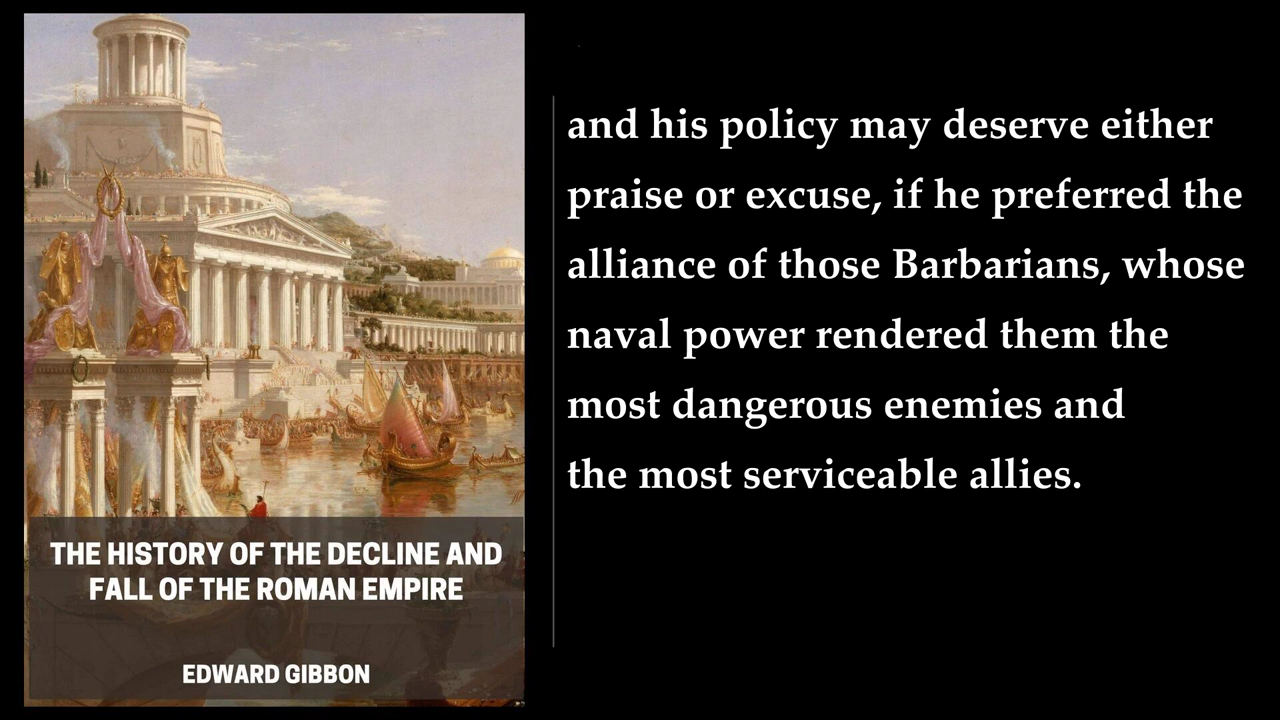 THE HISTORY OF THE DECLINE AND
FALL OF THE ROMAN EMPIRE
EDWARD GIBBON
and his policy may deserve either
praise or excuse, if he preferred the
alliance of those Barbarians, whose
naval power rendered them the
most dangerous enemies and
the most serviceable allies.